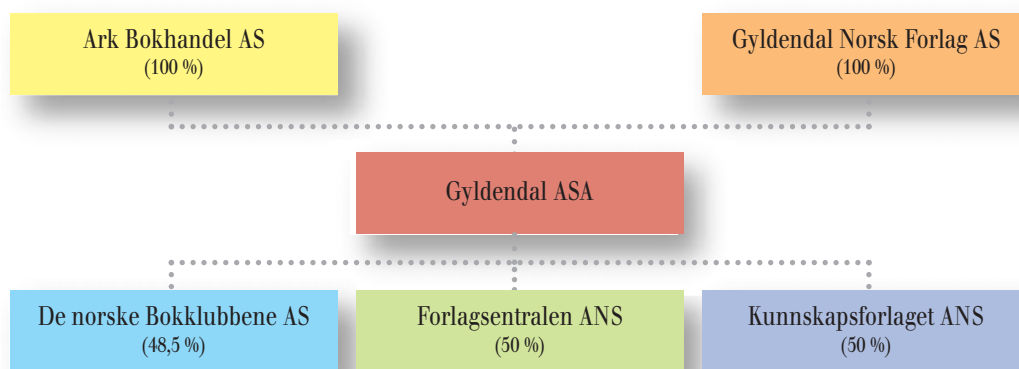 Ark Bokhandel AS
(100 %)
Gyldendal Norsk Forlag AS
(100 %)
Gyldendal ASA
De norske Bokklubbene AS
(48,5 %)
Forlagsentralen ANS
(50 %)
Kunnskapsforlaget ANS
(50 %)